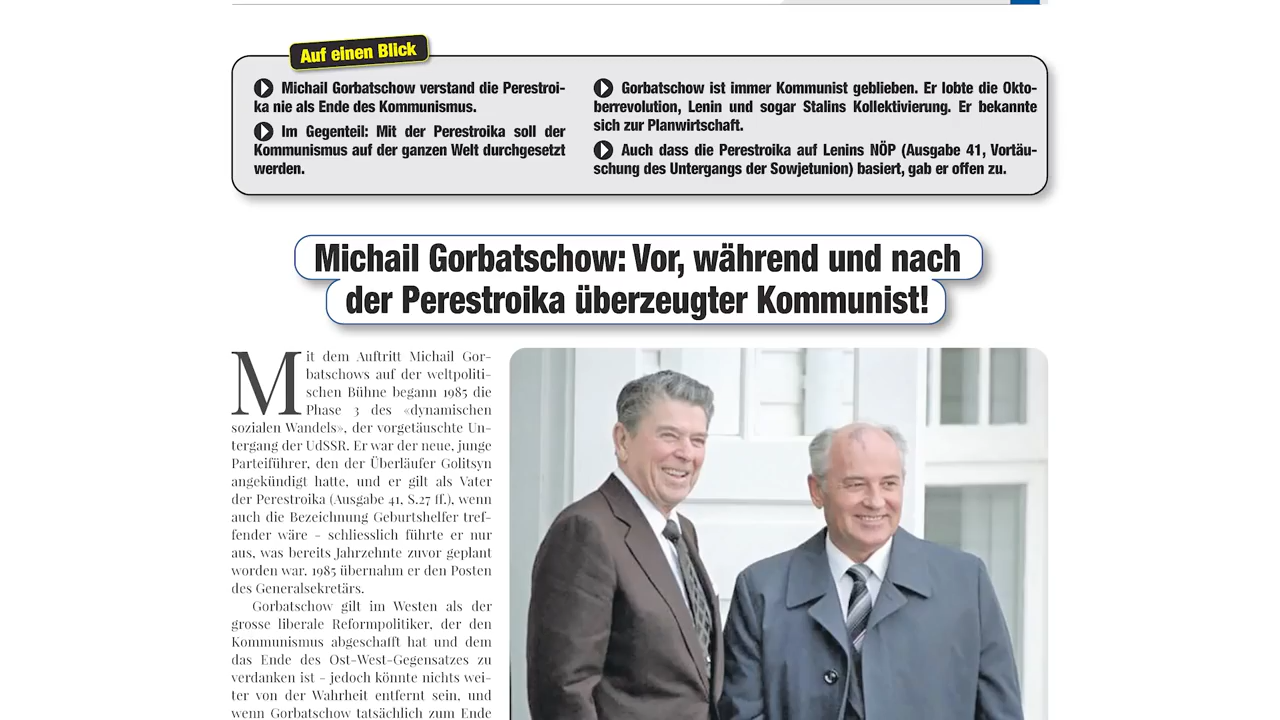 Auf einen Blick
Michail Gorbatschow verstand die Perestroi-
ka nie als Ende des Kommunismus.
Im Gegenteil: Mit der Perestroika soll der
Kommunismus auf der ganzen Welt durchgesetzt
werden.
Gorbatschow ist immer Kommunist geblieben. Er lobte die Okto-
berrevolution, Lenin und sogar Stalins Kollektivierung. Er bekannte
sich zur Planwirtschaft.
Auch dass die Perestroika auf Lenins NÖP (Ausgabe 41, Vortäu-
schung des Untergangs der Sowjetunion) basiert, gab er offen zu.
Michail Gorbatschow: Vor, während und nach
der Perestroika überzeugter Kommunist!
Mit dem Auftritt Michail Gor-
batschows auf der weltpoliti-
schen Bühne begann 1985 die
Phase 3 des «dynamischen
sozialen Wandels», der vorgetäuschte Un-
tergang der UdSSR. Er war der neue, junge
Parteiführer, den der Überläufer Golitsyn
angekündigt hatte, und er gilt als Vater
der Perestroika (Ausgabe 41, S.27 ff.), wenn
auch die Bezeichnung Geburtshelfer tref-
fender wäre – schliesslich führte er nur
aus, was bereits Jahrzehnte zuvor geplant
worden war. 1985 übernahm er den Posten
des Generalsekretärs.
Gorbatschow gilt im Westen als der
grosse liberale Reformpolitiker, der den
Kommunismus abgeschafft hat und dem
das Ende des Ost-West-Gegensatzes zu
verdanken ist – jedoch könnte nichts wei-
ter von der Wahrheit entfernt sein, und
wenn Gorbatschow tatsächlich zum Ende